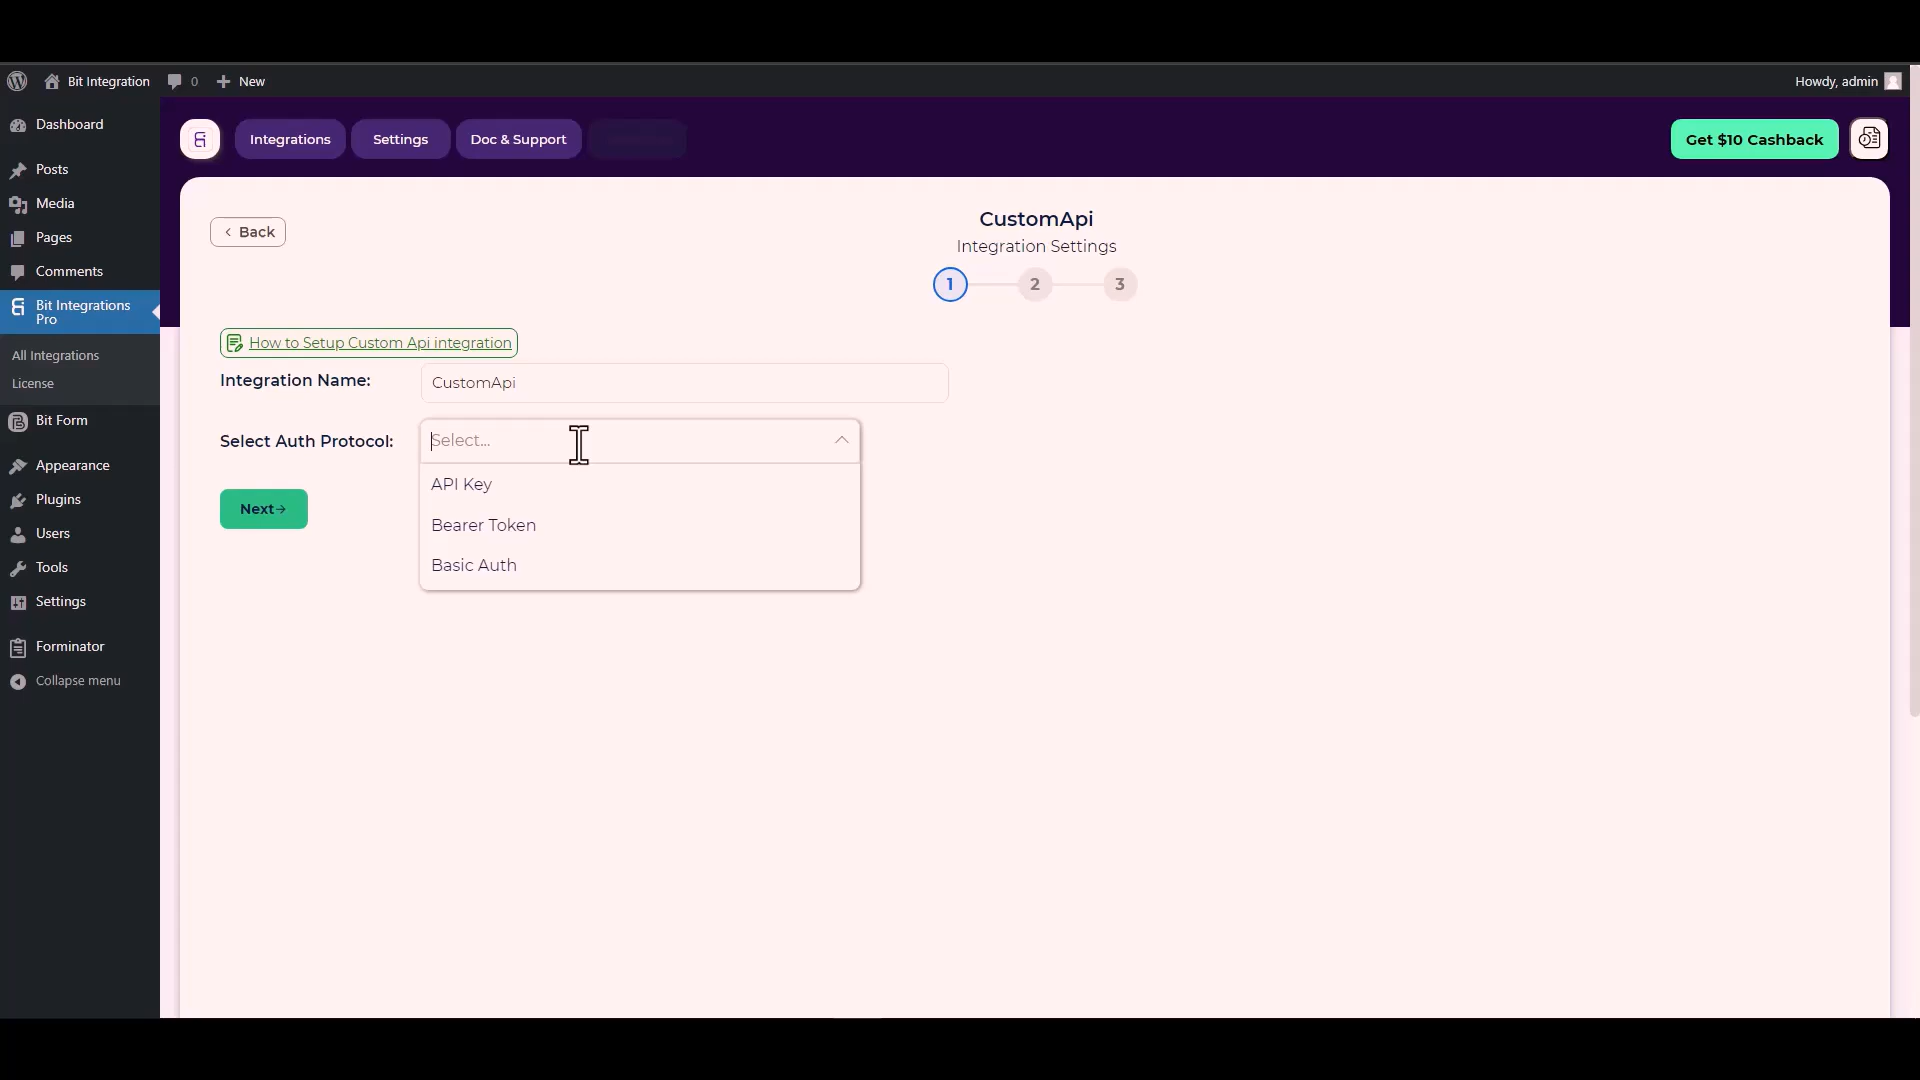 Bit Integration
0
New
Howdy, admin
Dashboard
Posts
Media
Pages
Comments
Bit Integrations
Pro
All Integrations
License
Bit Form
Appearance
Plugins
Users
Tools
Settings
Forminator
Collapse menu
Integrations
Settings
Doc & Support
Get $10 Cashback
Back
CustomApi
Integration Settings
1
2
3
How to Setup Custom Api integration
Integration Name:
CustomApi
Select Auth Protocol:
Select...
API Key
Bearer Token
Basic Auth
Next